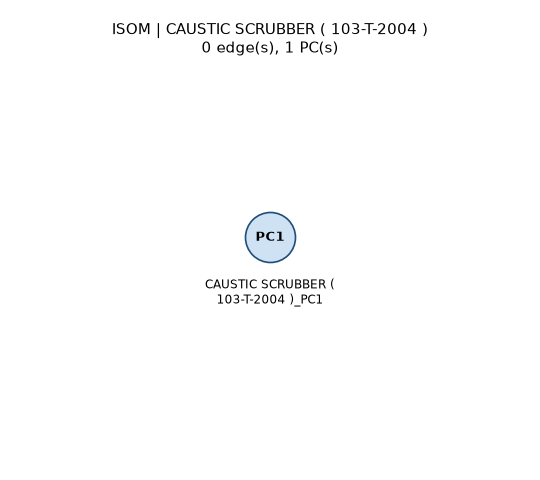 ISOM | CAUSTIC SCRUBBER ( 103-T-2004 )
0 edge(s), 1 PC(s)
PC1
CAUSTIC SCRUBBER (
103-T-2004 )_PC1